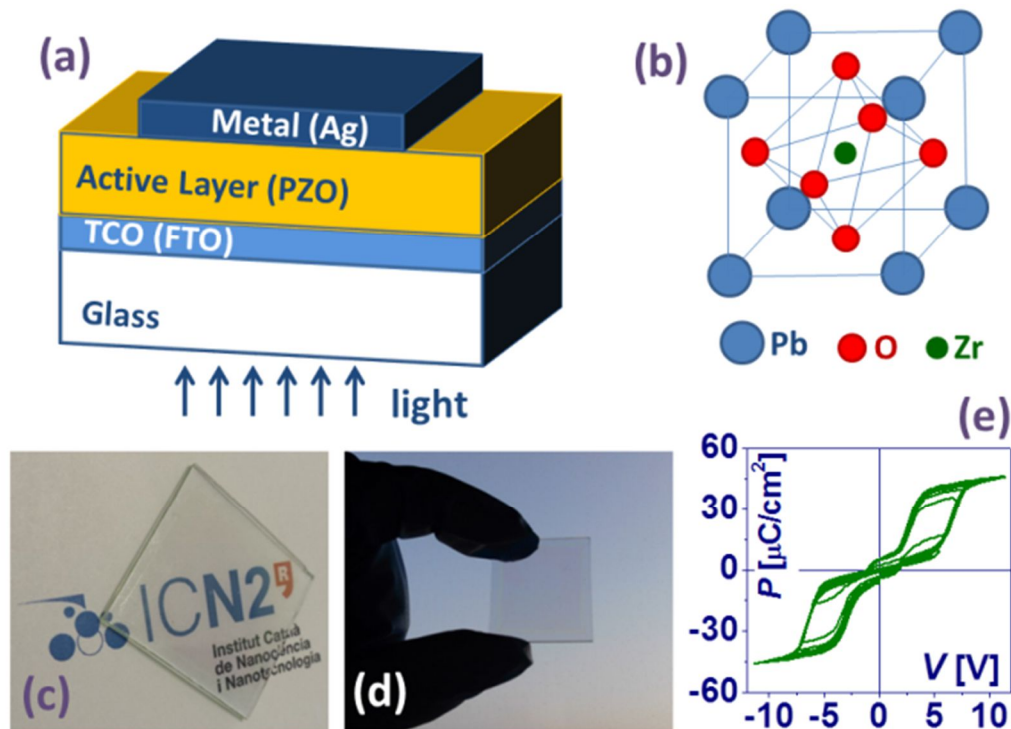 (a)
Metal (Ag)
Active Layer (PZO)
TCO (FTO)
Glass
light
(b)
Pb
O
Zr
(c)
ICN2R
Institut Català
de Nanociència
i Nanotecnologia
(d)
(e)
P [µC/cm²]
60
30
0
-30
-60
V [V]
-10 -5 0 5 10